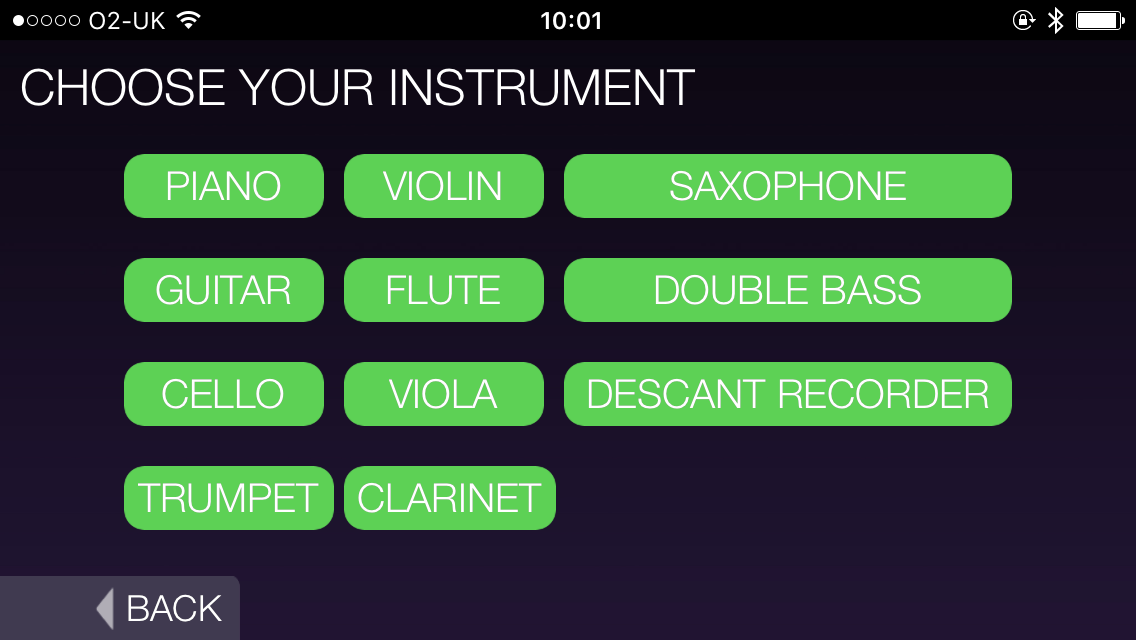 O2-UK 10:01
CHOOSE YOUR INSTRUMENT
PIANO VIOLIN SAXOPHONE
GUITAR FLUTE DOUBLE BASS
CELLO VIOLA DESCANT RECORDER
TRUMPET CLARINET
BACK